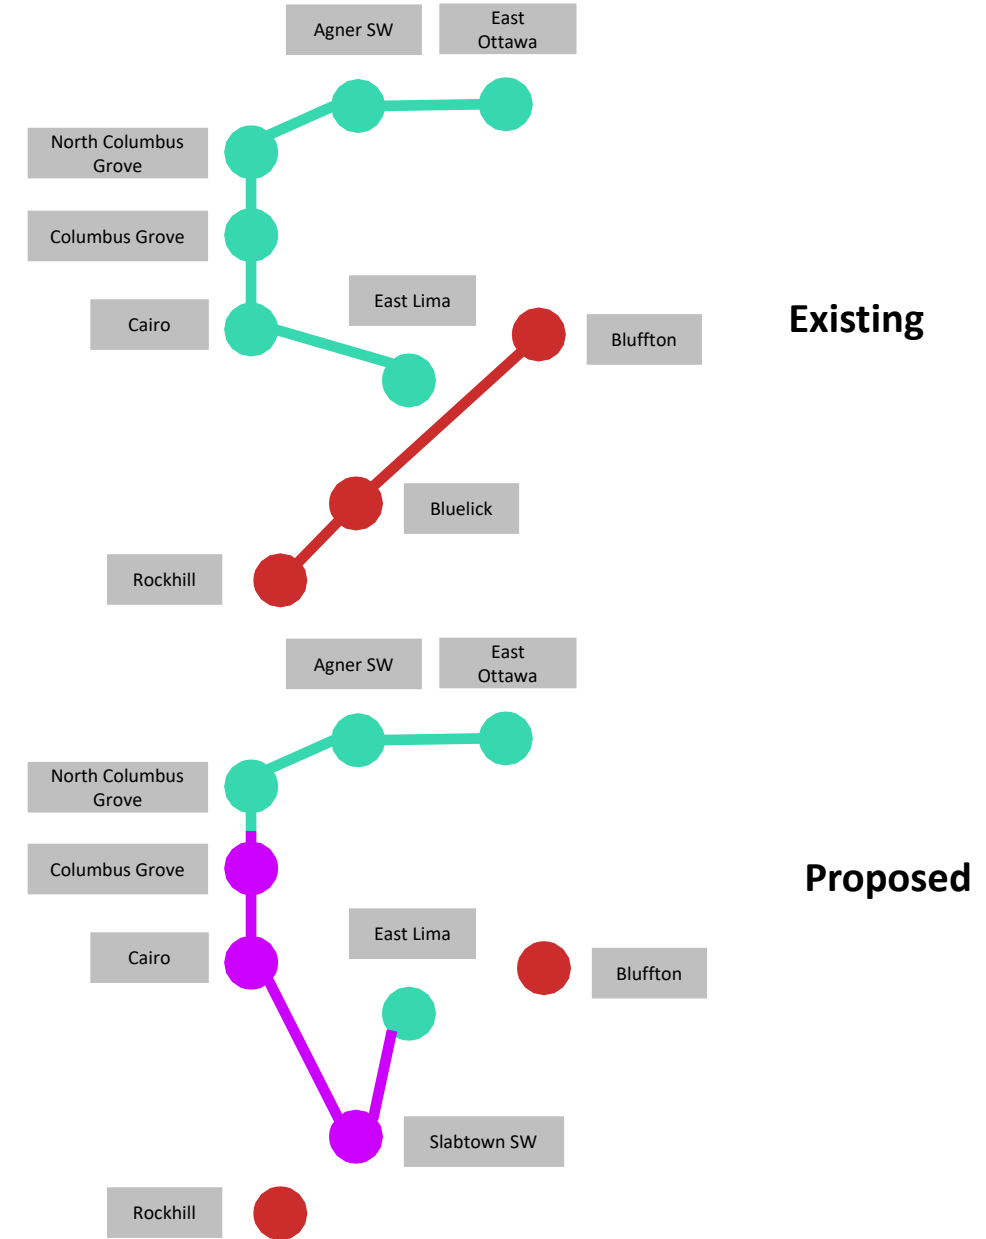 Agner SW
East
Ottawa
North Columbus
Grove
Columbus Grove
East Lima
Existing
Cairo
Bluffton
Bluelick
Rockhill
Agner SW
East
Ottawa
North Columbus
Grove
Columbus Grove
Proposed
East Lima
Cairo
Bluffton
Slabtown SW
Rockhill